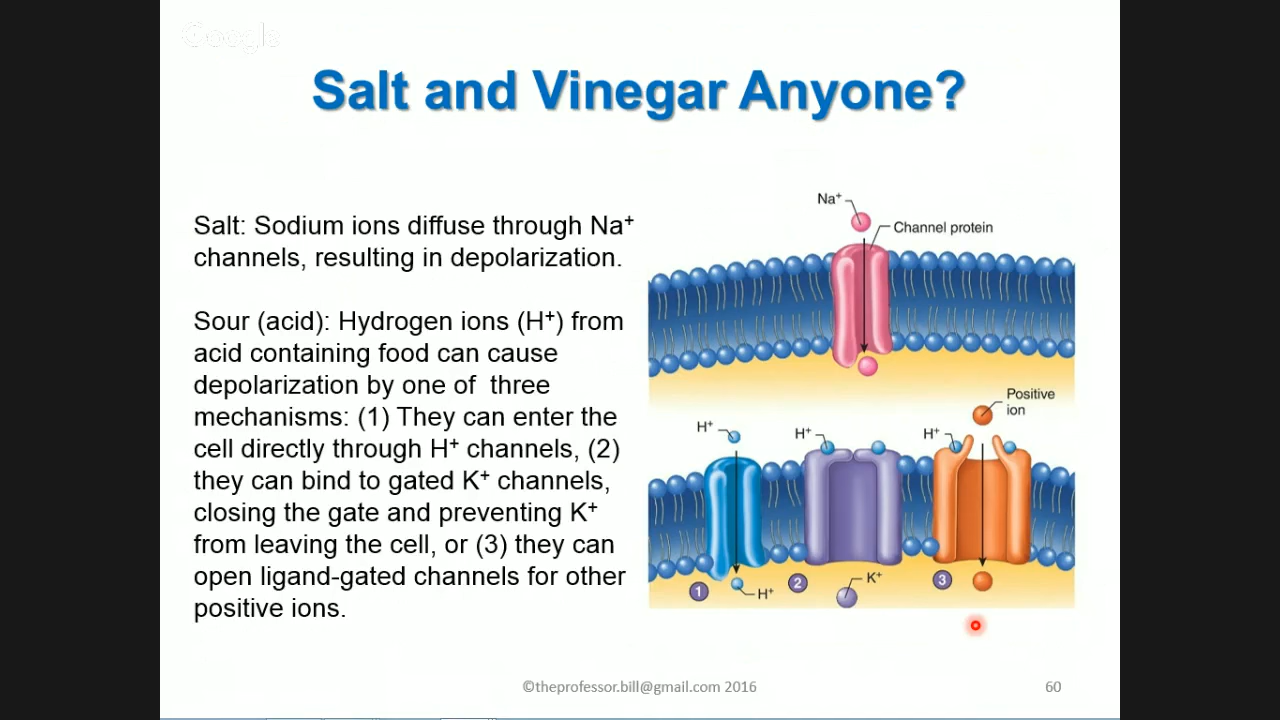 Google
Salt and Vinegar Anyone?
Salt: Sodium ions diffuse through Na⁺
channels, resulting in depolarization.
Sour (acid): Hydrogen ions (H⁺) from
acid containing food can cause
depolarization by one of  three
mechanisms: (1) They can enter the
cell directly through H⁺ channels, (2)
they can bind to gated K⁺ channels,
closing the gate and preventing K⁺
from leaving the cell, or (3) they can
open ligand-gated channels for other
positive ions.
Na⁺
Channel protein
Positive
ion
H⁺
H⁺
H⁺
1
H⁺
2
K⁺
3
©theprofessor.bill@gmail.com 2016
60